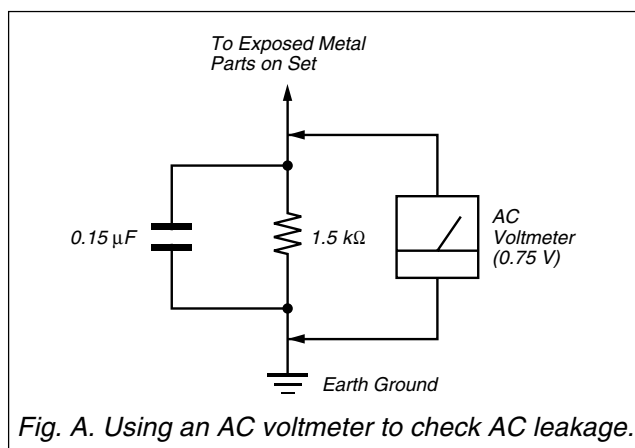 To Exposed Metal
Parts on Set
0.15 μF
1.5 kΩ
AC
Voltmeter
(0.75 V)
Earth Ground
Fig. A. Using an AC voltmeter to check AC leakage.